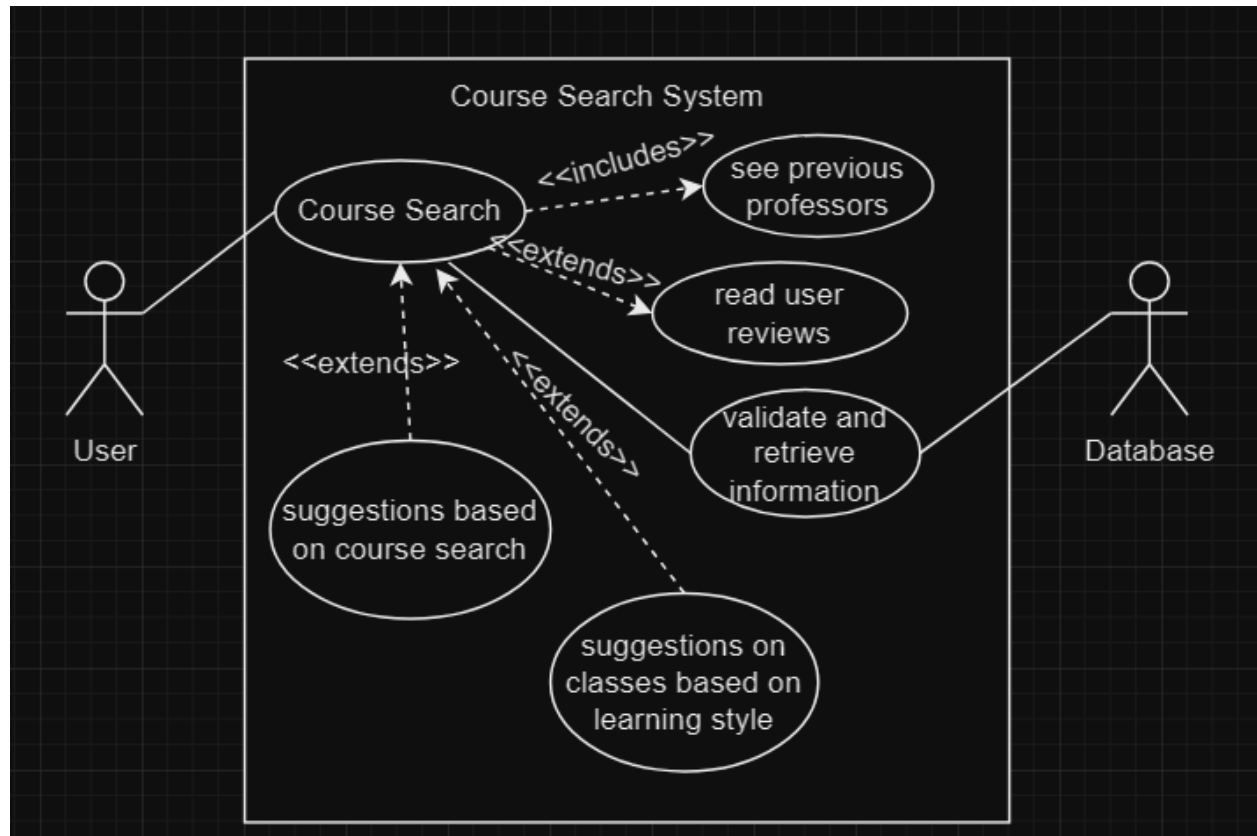 Course Search System
<<includes>>
see previous
professors
Course Search
<<extends>>
read user
reviews
<<extends>>
<<extends>>
validate and
retrieve
information
User
Database
suggestions based
on course search
suggestions on
classes based on
learning style